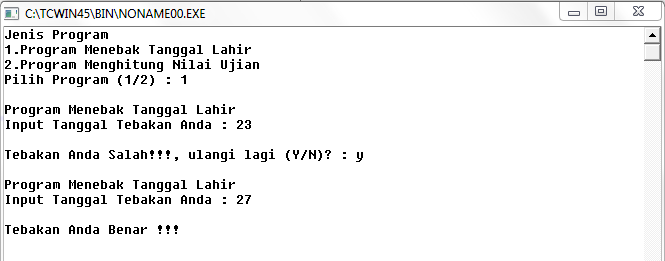 C:\TCWIN45\BIN\NONAME00.EXE
Jenis Program
1.Program Menebak Tanggal Lahir
2.Program Menghitung Nilai Ujian
Pilih Program (1/2) : 1
Program Menebak Tanggal Lahir
Input Tanggal Tebakan Anda : 23
Tebakan Anda Salah!!!, ulangi lagi (Y/N)? : y
Program Menebak Tanggal Lahir
Input Tanggal Tebakan Anda : 27
Tebakan Anda Benar !!!